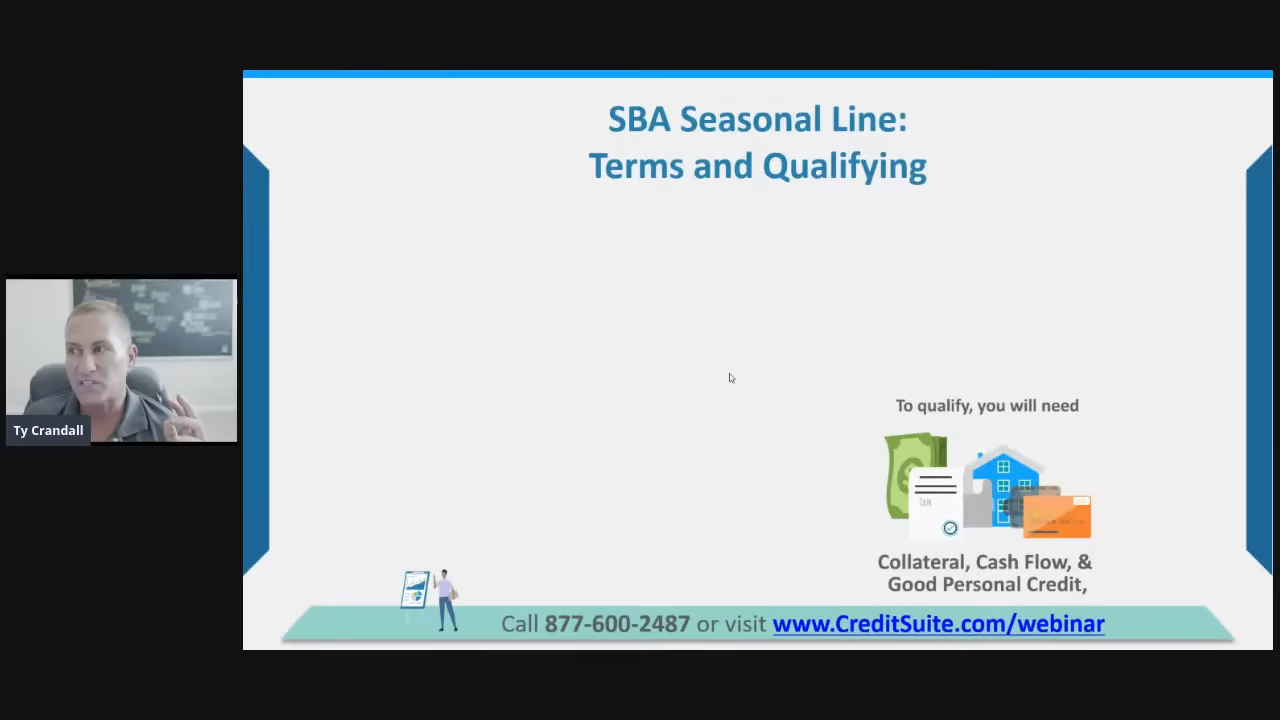 SBA Seasonal Line:
Terms and Qualifying
To qualify, you will need
Collateral, Cash Flow, &
Good Personal Credit,
Ty Crandall
Call 877-600-2487 or visit www.CreditSuite.com/webinar